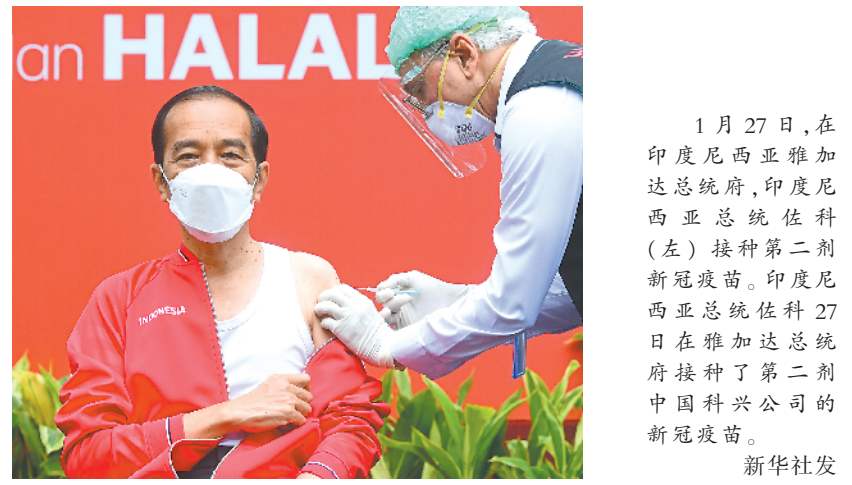 dan HALAL
INDONESIA
1月27日,在
印度尼西亚雅加
达总统府,印度尼
西亚总统佐科
(左)接种第二剂
新冠疫苗。印度尼
西亚总统佐科27
日在雅加达总统
府接种了第二剂
中国科兴公司的
新冠疫苗。
新华社发